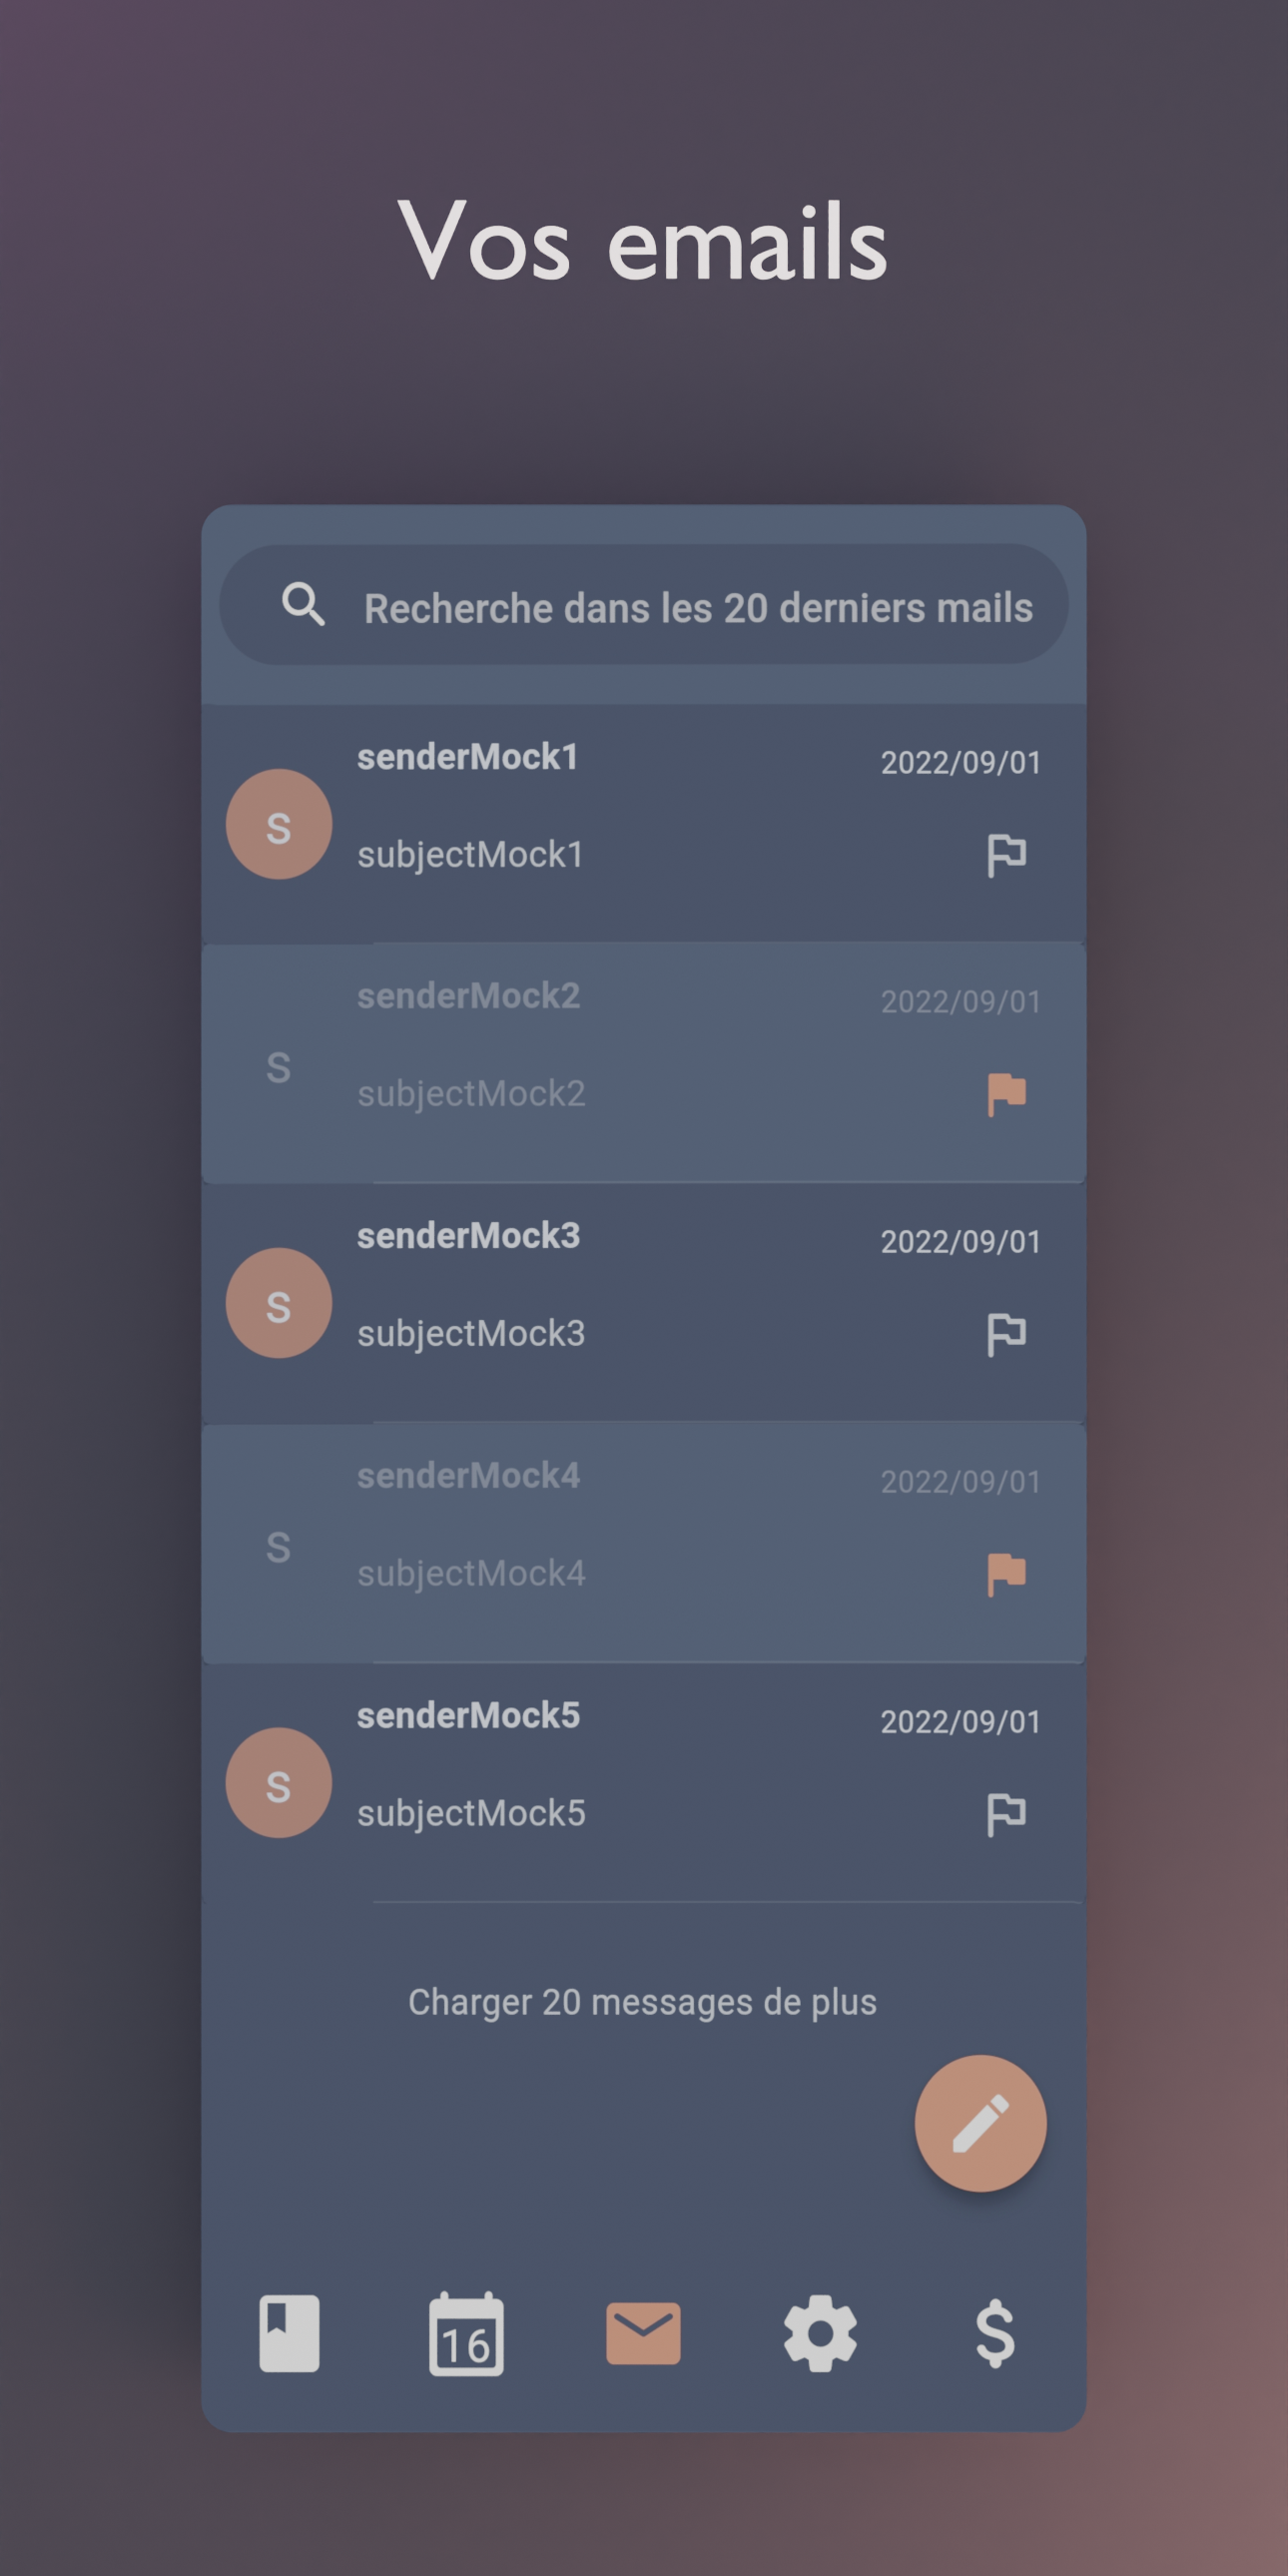 Vos emails
Recherche dans les 20 derniers mails
senderMock1
2022/09/01
S
subjectMock1
senderMock2
2022/09/01
S
subjectMock2
senderMock3
2022/09/01
S
subjectMock3
senderMock4
2022/09/01
S
subjectMock4
senderMock5
2022/09/01
S
subjectMock5
Charger 20 messages de plus
16
$